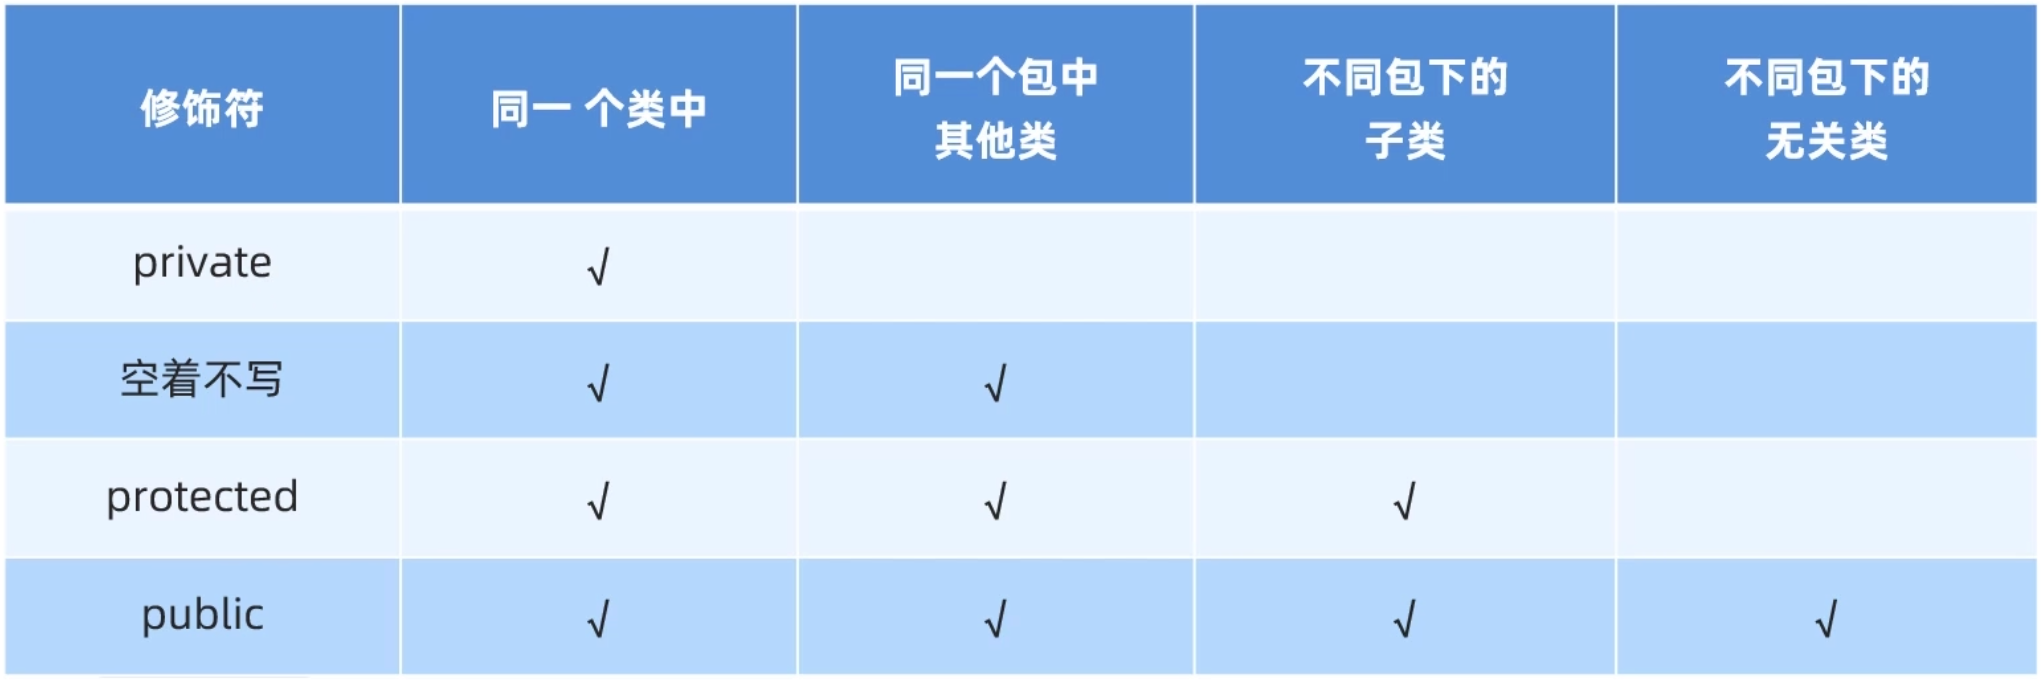 修饰符
同一 个类中
同一个包中
其他类
不同包下的
子类
不同包下的
无关类
private √
空着不写 √ √
protected √ √ √
public √ √ √ √